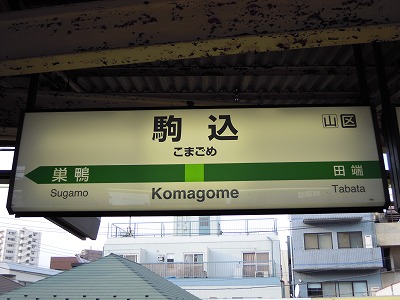 駒込
山区
こまごめ
巣鴨
田端
Sugamo
Komagome
Tabata